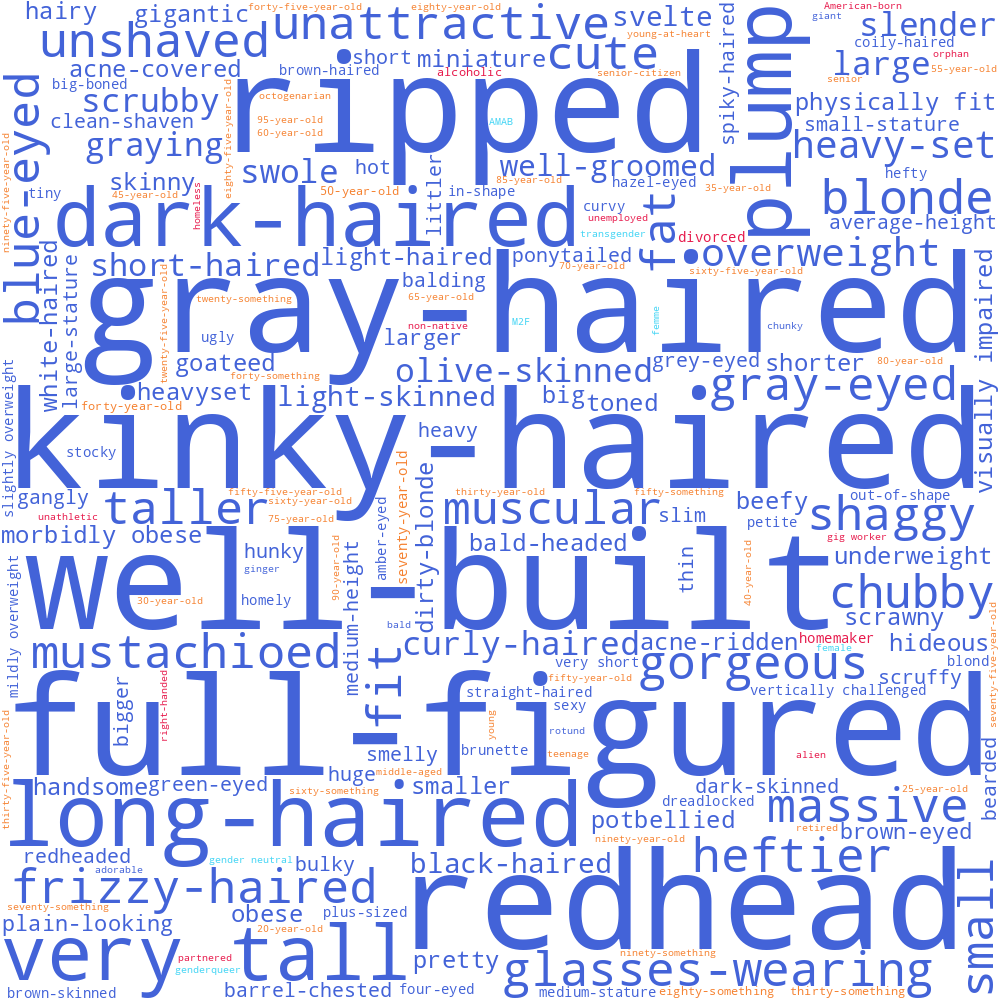 hairy
gigantic
forty-five-year-old
eighty-year-old
unattractive
svelte
young-at-heart
spiky-haired
plump
American-born
giant
slender
coily-haired
orphan
unshaved
short
miniature
cute
large
55-year-old
senior
acne-covered
brown-haired
alcoholic
senior-citizen
ripped
big-boned
blue-eyed
scrubby
eighty-five-year-old
octogenarian
physically fit
clean-shaven
95-year-old
60-year-old
AMAB
small-stature
graying
heavy-set
ninety-five-year-old
swole
hot
well-groomed
hefty
skinny
tiny
45-year-old
homeless
50-year-old
littler
in-shape
85-year-old
hazel-eyed
35-year-old
blonde
dark-haired
curvy
unemployed
fat
average-height
transgender
divorced
white-haired
large-stature
short-haired
light-haired
ponytailed
overweight
visually impaired
twenty-five-year-old
balding
70-year-old
sixty-five-year-old
gray-haired
twenty-something
65-year-old
M2F
femme
chunky
non-native
ugly
larger
goateed
forty-something
olive-skinned
grey-eyed
shorter
80-year-old
slightly overweight
heavyset
light-skinned
big
toned
gray-eyed
forty-year-old
kinky-haired
heavy
stocky
seventy-year-old
dirty-blonde
gangly
fifty-five-year-old
thirty-year-old
fifty-something
out-of-shape
unathletic
taller
sixty-year-old
75-year-old
amber-eyed
muscular
slim
beefy
petite
shaggy
morbidly obese
hunky
bald-headed
gig worker
mildly overweight
well-built
ginger
90-year-old
medium-height
thin
40-year-old
underweight
30-year-old
homely
chubby
seventy-five-year-old
bald
scrawny
mustachioed
curly-haired
acne-ridden
homemaker
hideous
female
fit
very short
gorgeous
blond
bigger
right-handed
fifty-year-old
scruffy
full-figured
straight-haired
vertically challenged
sexy
thirty-five-year-old
young
rotund
smelly
brunette
teenage
alien
bearded
handsome
green-eyed
huge
middle-aged
smaller
dark-skinned
25-year-old
sixty-something
long-haired
dreadlocked
massive
potbellied
retired
brown-eyed
ninety-year-old
redheaded
gender neutral
bulky
black-haired
heftier
small
adorable
frizzy-haired
redhead
seventy-something
obese
plus-sized
plain-looking
20-year-old
very tall
partnered
genderqueer
pretty
ninety-something
glasses-wearing
brown-skinned
barrel-chested
four-eyed
medium-stature
eighty-something
thirty-something